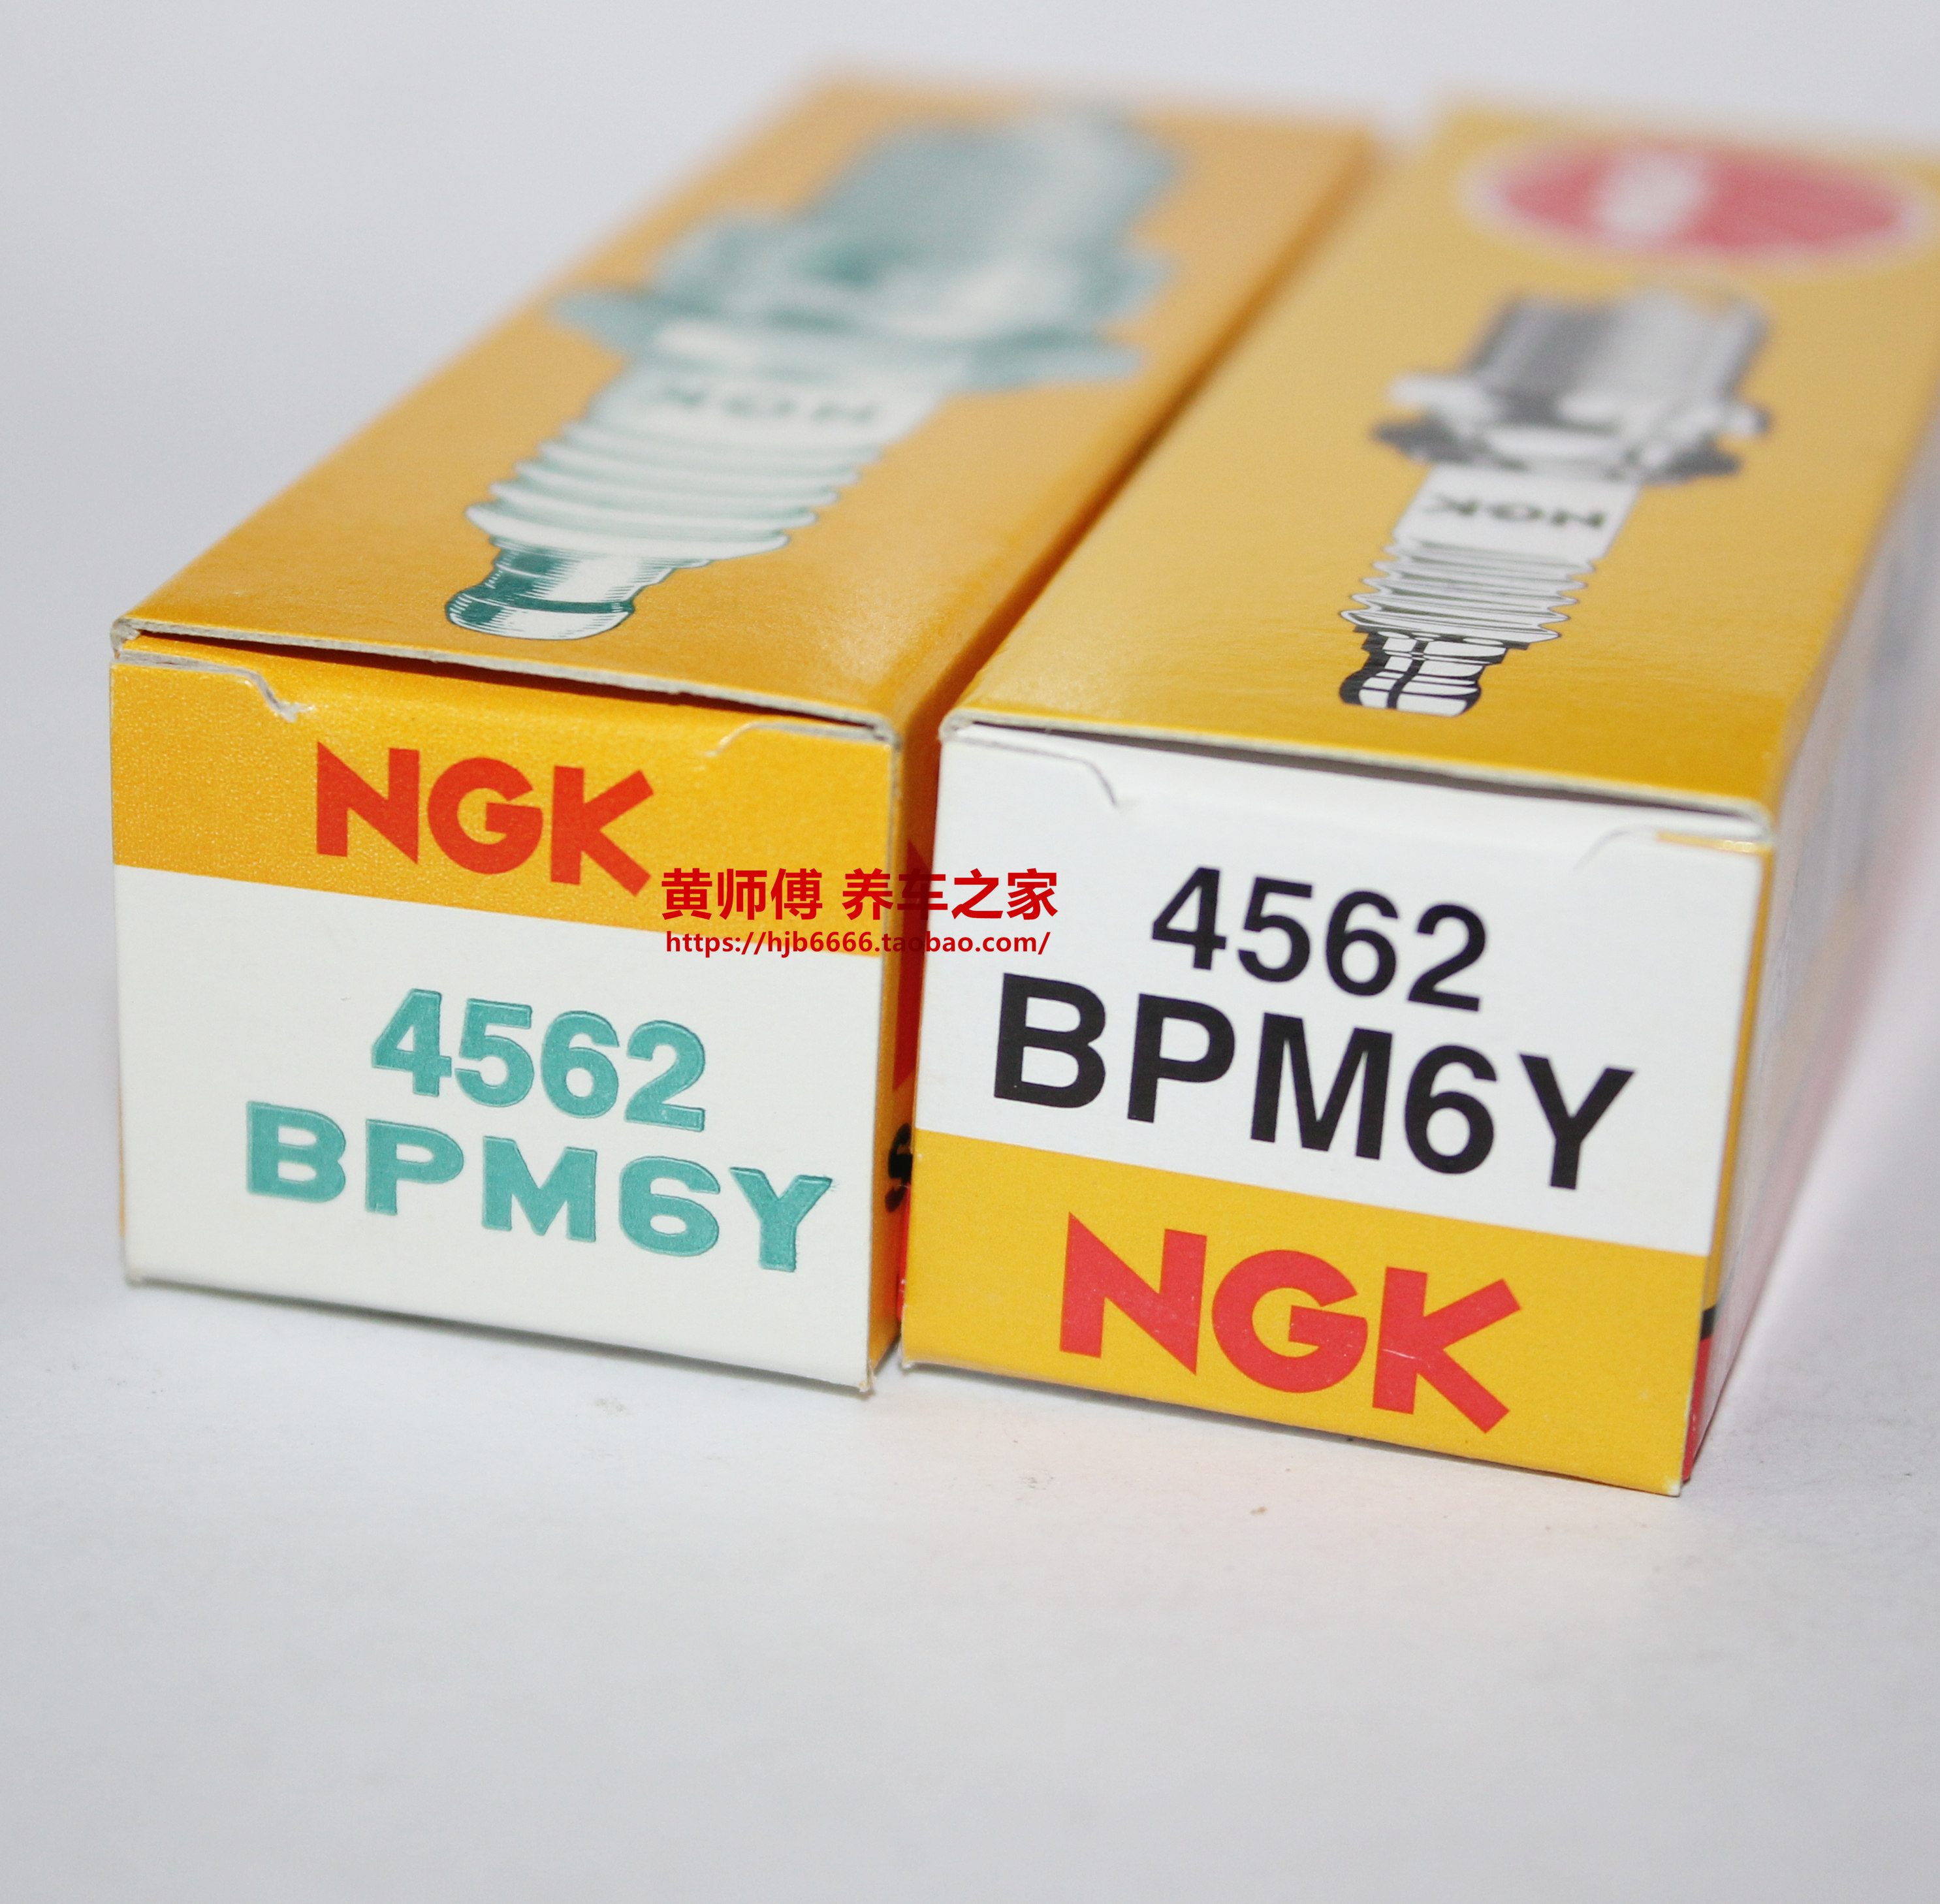 NGK
NGK
NGK
4562
BPM6Y
黄师傅 养车之家
https://hjb6666.taobao.com/
4562
BPM6Y
NGK